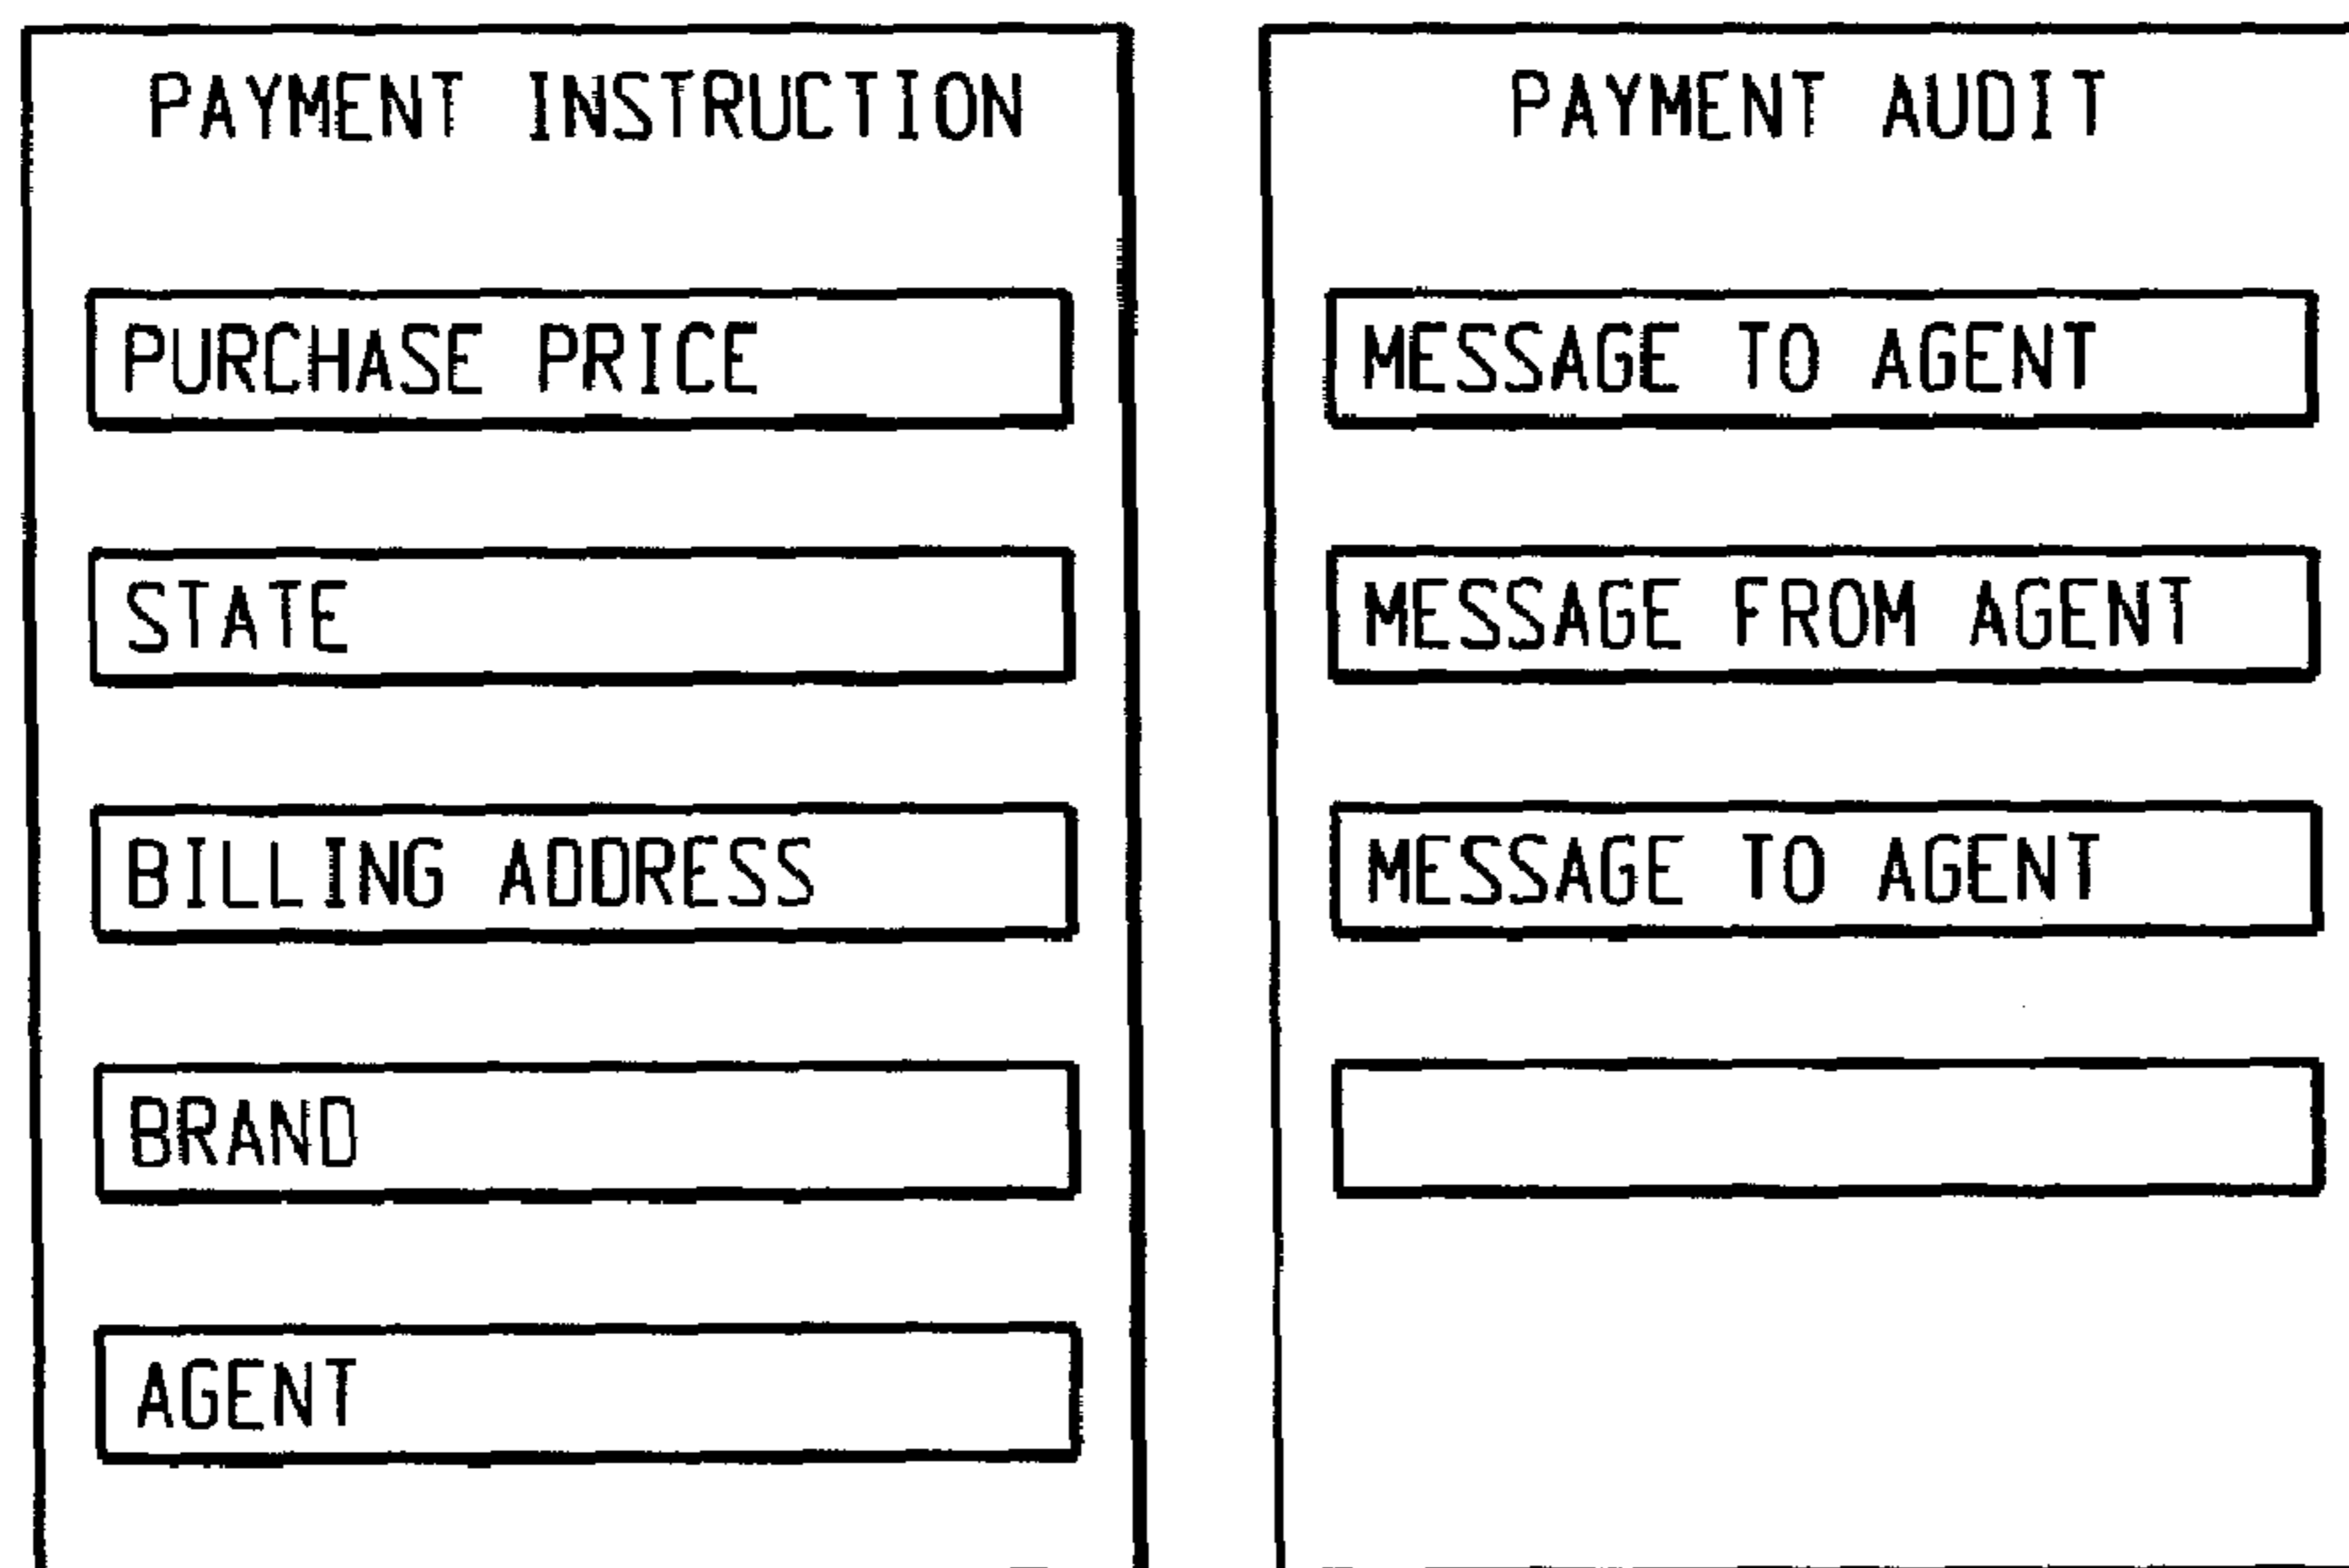 PAYMENT INSTRUCTION
PURCHASE PRICE
STATE
BILLING ADDRESS
BRAND
AGENT
PAYMENT AUDIT
MESSAGE TO AGENT
MESSAGE FROM AGENT
MESSAGE TO AGENT